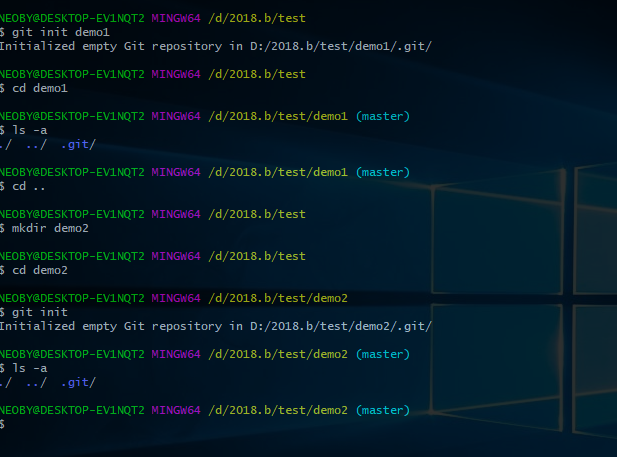 NEOBY@DESKTOP-EV1NQT2 MINGW64 /d/2018.b/test
$ git init demo1
Initialized empty Git repository in D:/2018.b/test/demo1/.git/
NEOBY@DESKTOP-EV1NQT2 MINGW64 /d/2018.b/test
$ cd demo1
NEOBY@DESKTOP-EV1NQT2 MINGW64 /d/2018.b/test/demo1 (master)
$ ls -a
./  ../  .git/
NEOBY@DESKTOP-EV1NQT2 MINGW64 /d/2018.b/test/demo1 (master)
$ cd ..
NEOBY@DESKTOP-EV1NQT2 MINGW64 /d/2018.b/test
$ mkdir demo2
NEOBY@DESKTOP-EV1NQT2 MINGW64 /d/2018.b/test
$ cd demo2
NEOBY@DESKTOP-EV1NQT2 MINGW64 /d/2018.b/test/demo2
$ git init
Initialized empty Git repository in D:/2018.b/test/demo2/.git/
NEOBY@DESKTOP-EV1NQT2 MINGW64 /d/2018.b/test/demo2 (master)
$ ls -a
./  ../  .git/
NEOBY@DESKTOP-EV1NQT2 MINGW64 /d/2018.b/test/demo2 (master)
$